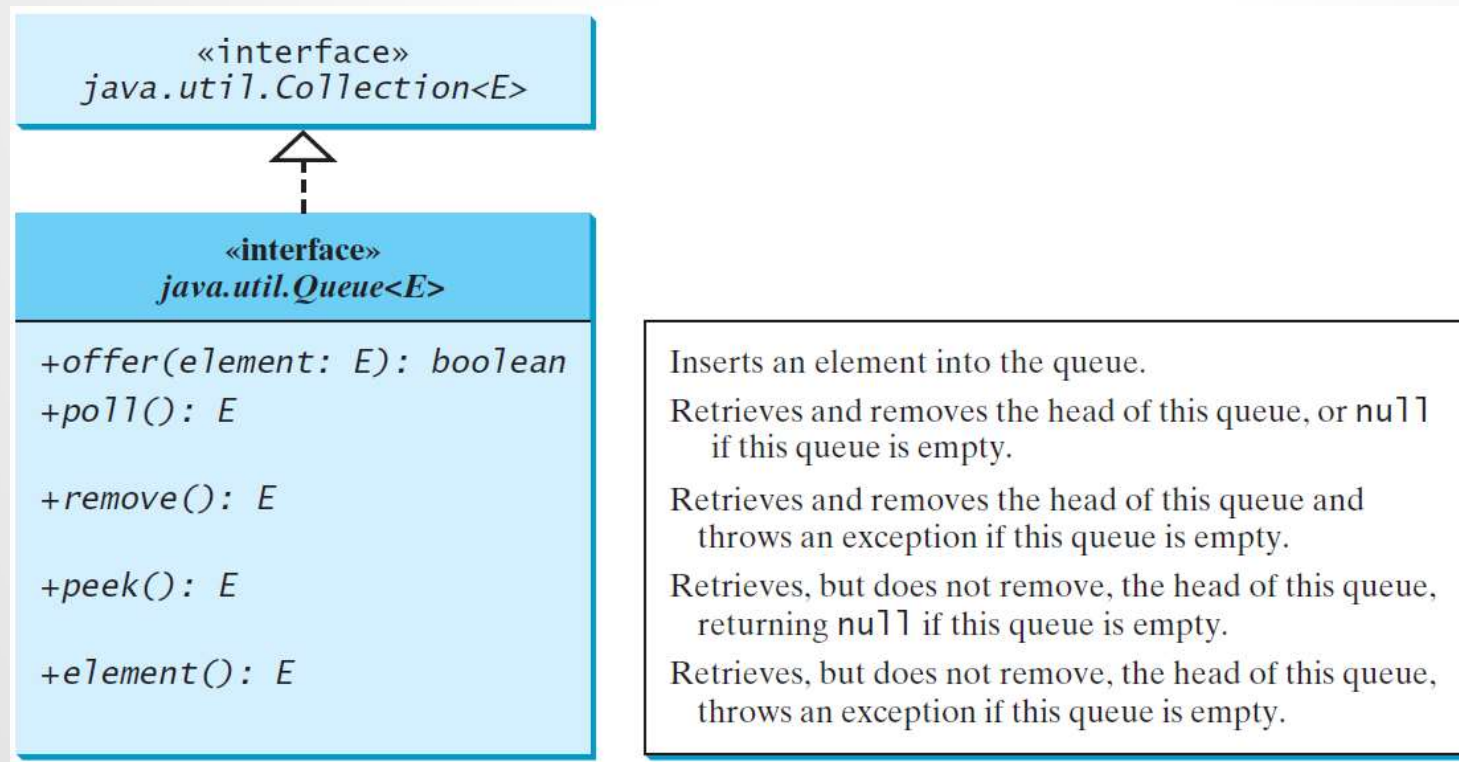 «interface»
java.util.Collection<E>
«interface»
java.util.Queue<E>
+offer(element: E): boolean
+poll(): E
+remove(): E
+peek(): E
+element(): E
Inserts an element into the queue.
Retrieves and removes the head of this queue, or null
if this queue is empty.
Retrieves and removes the head of this queue and
throws an exception if this queue is empty.
Retrieves, but does not remove, the head of this queue,
returning null if this queue is empty.
Retrieves, but does not remove, the head of this queue,
throws an exception if this queue is empty.